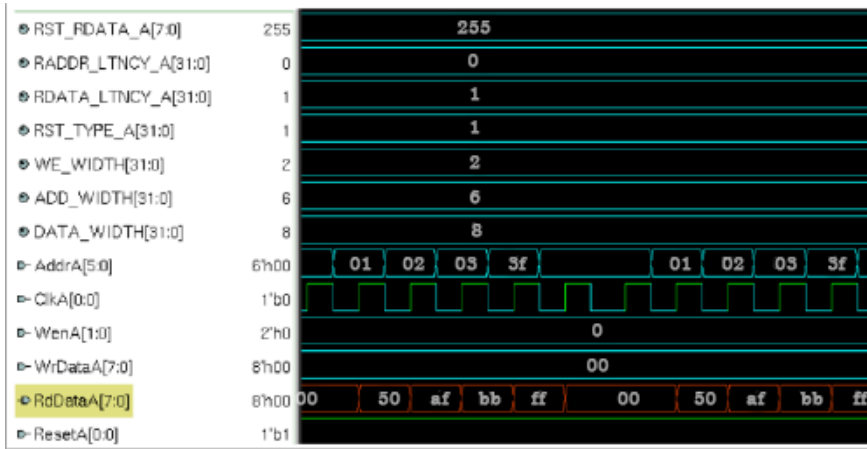 RST_RDATA_A[7:0] 255 255
RADDR_LTNCY_A[31:0] 0 0
RDATA_LTNCY_A[31:0] 1 1
RST_TYPE_A[31:0] 1 1
WE_WIDTH[31:0] 2 2
ADD_WIDTH[31:0] 6 6
DATA_WIDTH[31:0] 8 8
AddrA[5:0] 6'h00 01 02 03 3f 01 02 03 3f
ClkA[0:0] 1'b0
WenA[1:0] 2'h0 0
WrDataA[7:0] 8'h00 00
RdDataA[7:0] 8'h00 00 50 af bb ff 00 50 af bb ff
ResetA[0:0] 1'b1